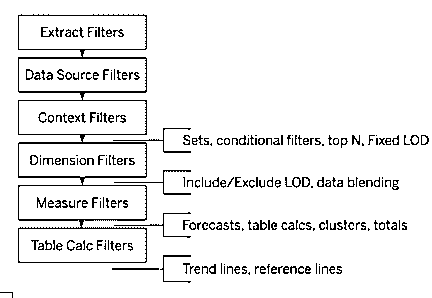 Extract Filters
Data Source Filters
Context Filters
Sets, conditional filters, top N, Fixed LOD
Dimension Filters
Include/Exclude LOD, data blending
Measure Filters
Forecasts, table calcs, clusters, totals
Table Calc Filters
Trend lines, reference lines